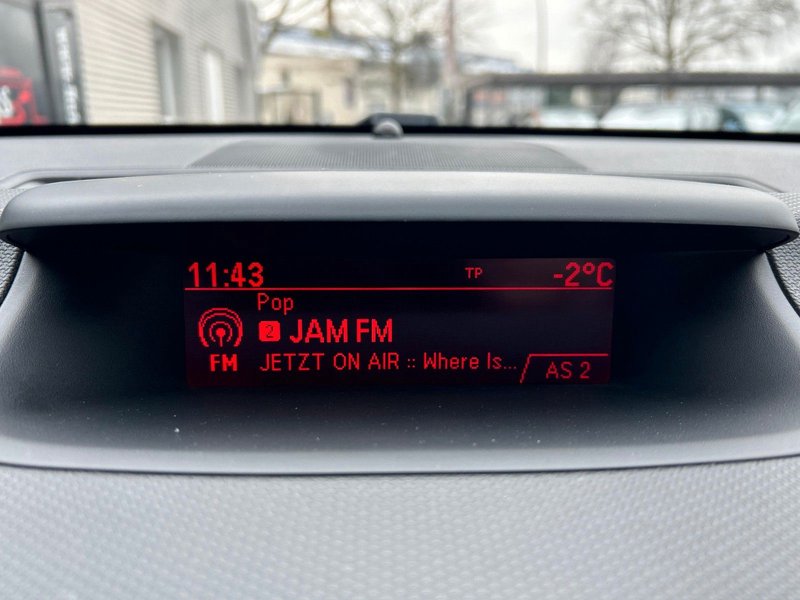 11:43 TP -2°C
Pop
2 JAM FM
FM JETZT ON AIR :: Where Is... AS 2